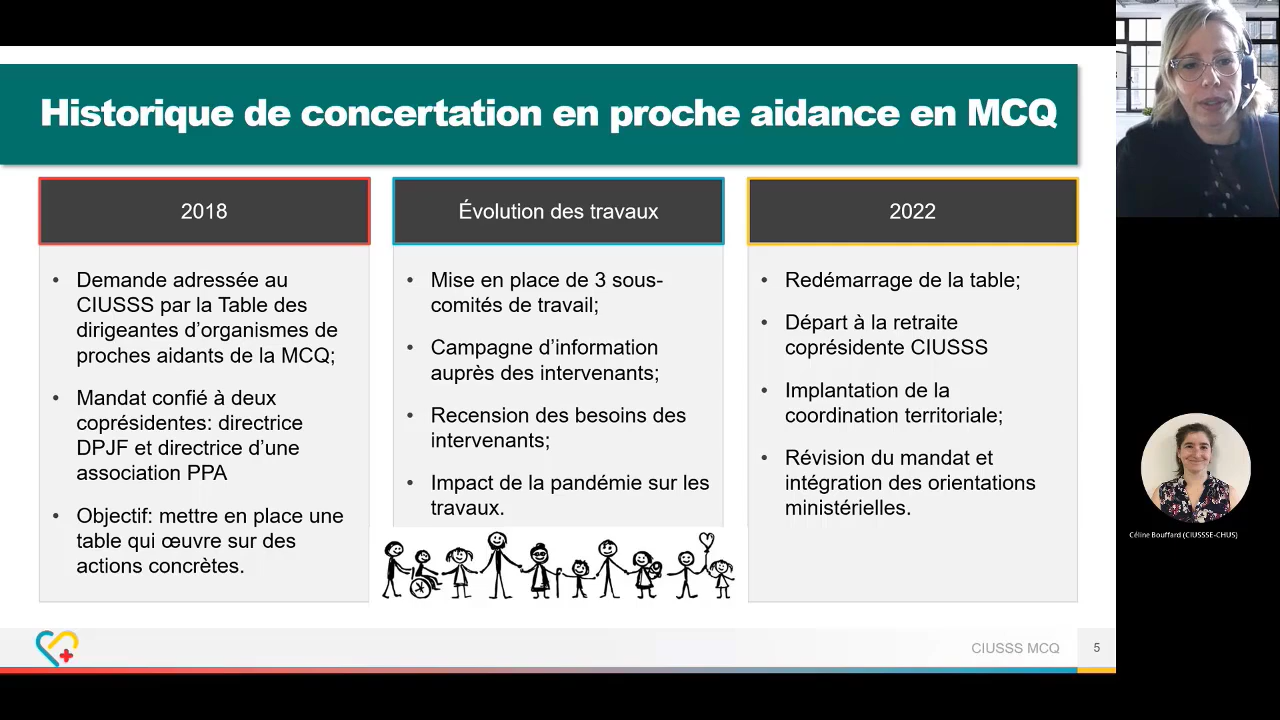 Historique de concertation en proche aidance en MCQ
2018
• Demande adressée au
CIUSSS par la Table des
dirigeantes d’organismes de
proches aidants de la MCQ;
• Mandat confié à deux
coprésidentes: directrice
DPJF et directrice d’une
association PPA
• Objectif: mettre en place une
table qui œuvre sur des
actions concrètes.
Évolution des travaux
• Mise en place de 3 sous-
comités de travail;
• Campagne d’information
auprès des intervenants;
• Recension des besoins des
intervenants;
• Impact de la pandémie sur les
travaux.
2022
• Redémarrage de la table;
• Départ à la retraite
coprésidente CIUSSS
• Implantation de la
coordination territoriale;
• Révision du mandat et
intégration des orientations
ministérielles.
CIUSSS MCQ
5
Céline Bouffard (CIUSSSE-CHUS)